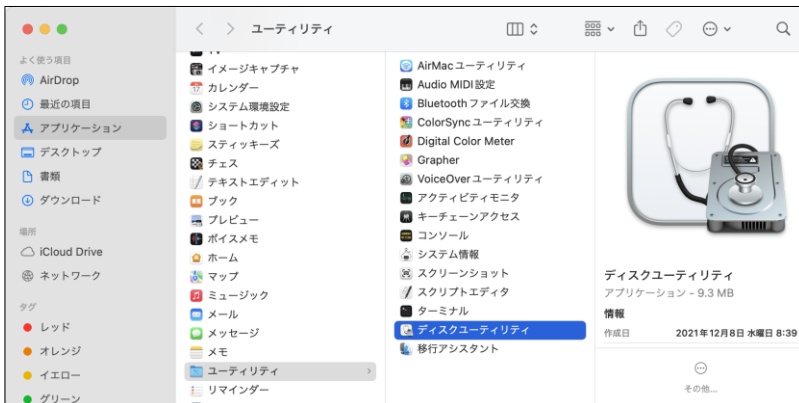 ユーティリティ
よく使う項目
AirDrop
最近の項目
アプリケーション
デスクトップ
書類
ダウンロード
場所
iCloud Drive
ネットワーク
タグ
レッド
オレンジ
イエロー
グリーン
イメージキャプチャ
カレンダー
システム環境設定
ショートカット
スティッキーズ
チェス
テキストエディット
ブック
プレビュー
ボイスメモ
ホーム
マップ
ミュージック
メール
メッセージ
メモ
ユーティリティ
リマインダー
AirMac ユーティリティ
Audio MIDI 設定
Bluetooth ファイル交換
ColorSync ユーティリティ
Digital Color Meter
Grapher
VoiceOver ユーティリティ
アクティビティモニタ
キーチェーンアクセス
コンソール
システム情報
スクリーンショット
スクリプトエディタ
ターミナル
ディスクユーティリティ
移行アシスタント
ディスクユーティリティ
アプリケーション - 9.3 MB
情報
作成日 2021年12月8日 水曜日 8:39
その他...